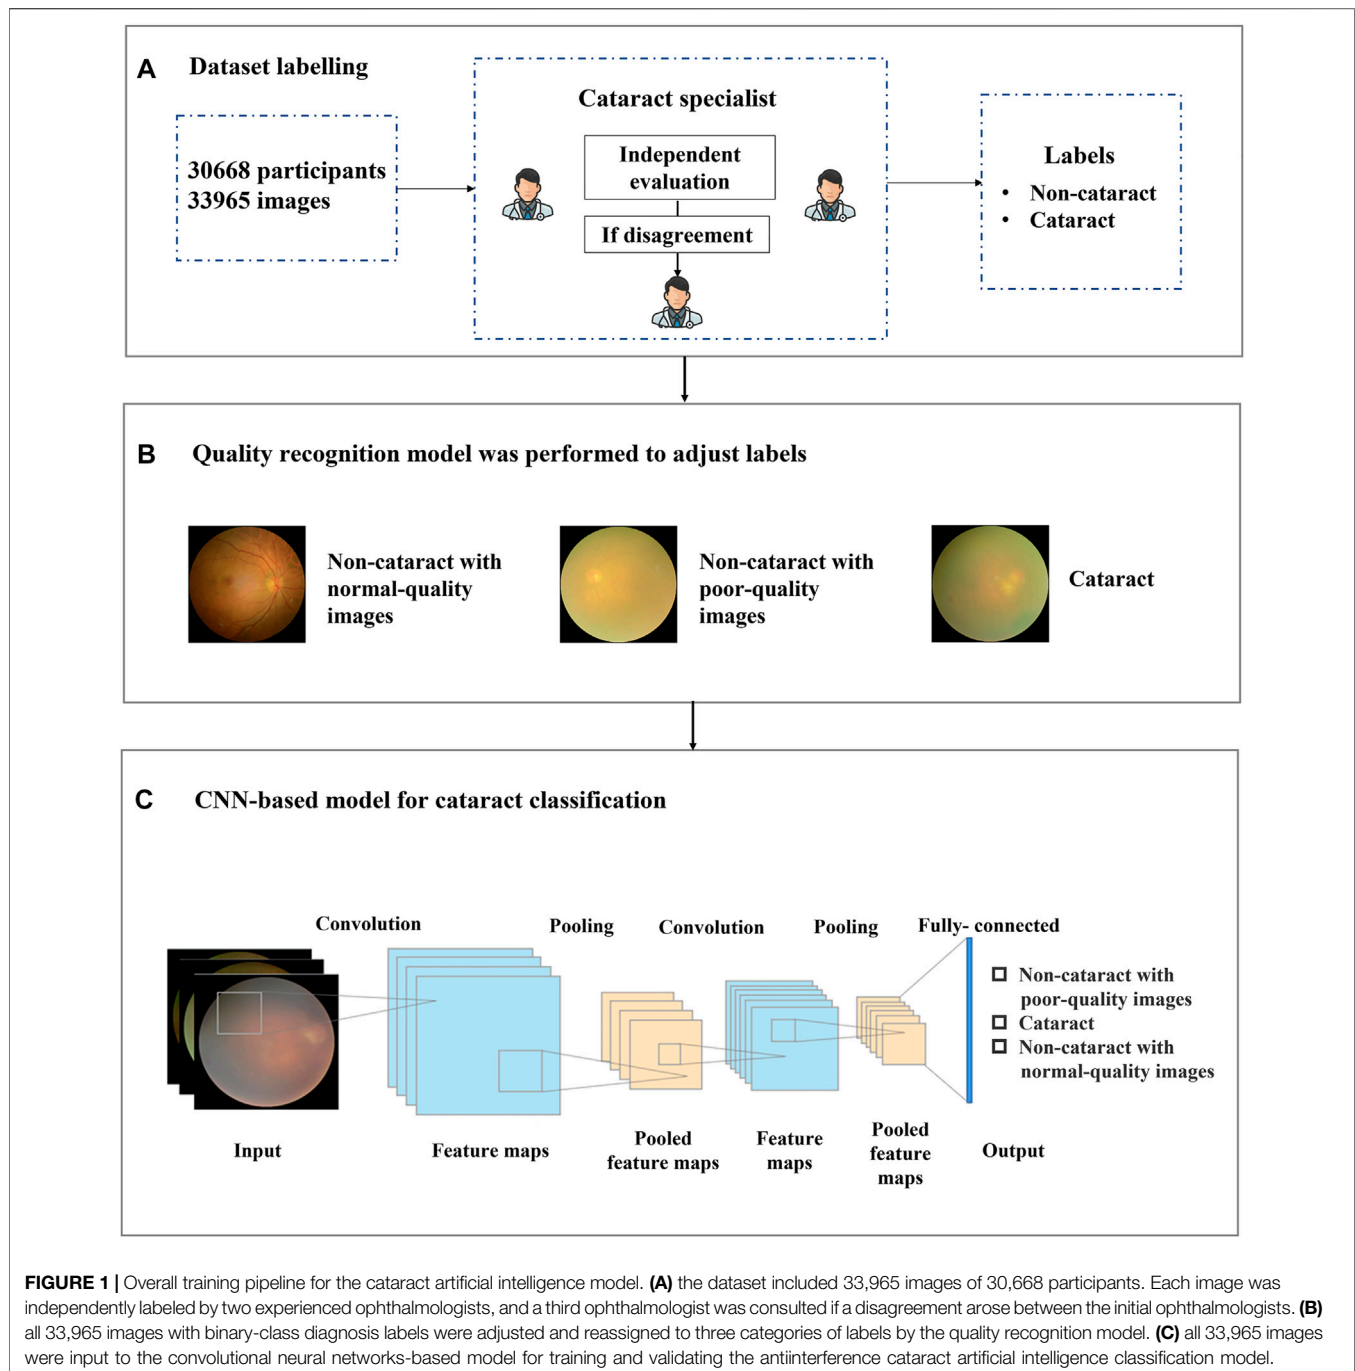 A Dataset labelling
30668 participants
33965 images
Cataract specialist
Independent
evaluation
If disagreement
Labels
• Non-cataract
• Cataract
B Quality recognition model was performed to adjust labels
Non-cataract with
normal-quality
images
Non-cataract with
poor-quality
images
Cataract
C CNN-based model for cataract classification
Convolution
Pooling
Convolution
Pooling
Fully- connected
Non-cataract with
poor-quality images
Cataract
Non-cataract with
normal-quality images
Input
Feature maps
Pooled
feature maps
Feature
maps
Pooled
feature
maps
Output
FIGURE 1 | Overall training pipeline for the cataract artificial intelligence model. (A) the dataset included 33,965 images of 30,668 participants. Each image was
independently labeled by two experienced ophthalmologists, and a third ophthalmologist was consulted if a disagreement arose between the initial ophthalmologists. (B)
all 33,965 images with binary-class diagnosis labels were adjusted and reassigned to three categories of labels by the quality recognition model. (C) all 33,965 images
were input to the convolutional neural networks-based model for training and validating the antiinterference cataract artificial intelligence classification model.